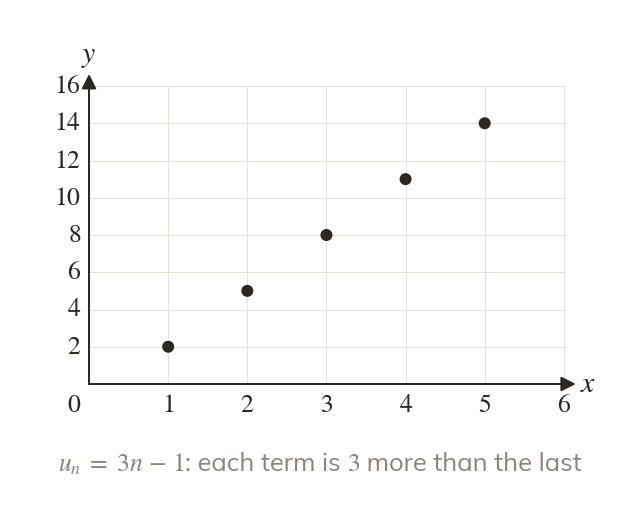 y
16
14
12
10
8
6
4
2
0 1 2 3 4 5 6 x
uₙ = 3n − 1: each term is 3 more than the last